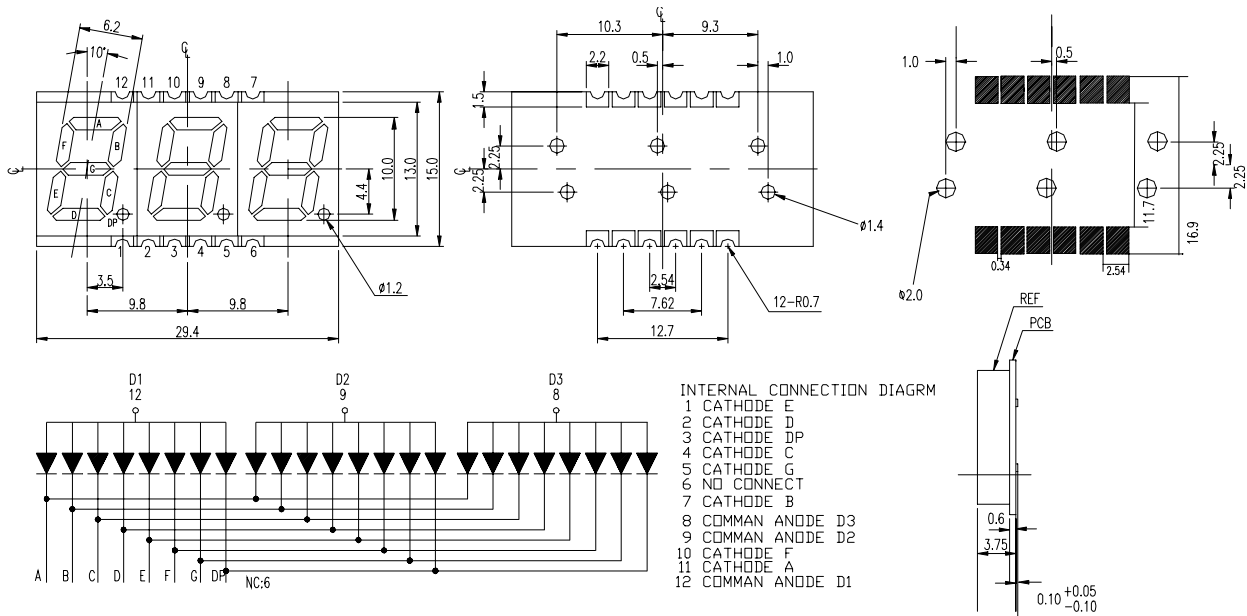 6.2
10°
12 11 10 9 8 7
A
F B
G
E C
D
DP
1 2 3 4 5 6
3.5
9.8 9.8
29.4
4.4
10.0
13.0
15.0
ø1.2
10.3 9.3
2.2 0.5 1.0
1.5
2.25
2.25
ø1.4
2.54
7.62
12.7
12-R0.7
1.0 0.5
2.25
2.25
11.7
16.9
0.34
2.54
ø2.0
REF
PCB
0.6
3.75
0.10 +0.05
-0.10
D1 D2 D3
12 9 8
A B C D E F G DP NC:6
INTERNAL CONNECTION DIAGRM
1 CATHODE E
2 CATHODE D
3 CATHODE DP
4 CATHODE C
5 CATHODE G
6 NO CONNECT
7 CATHODE B
8 COMMAN ANODE D3
9 COMMAN ANODE D2
10 CATHODE F
11 CATHODE A
12 COMMAN ANODE D1